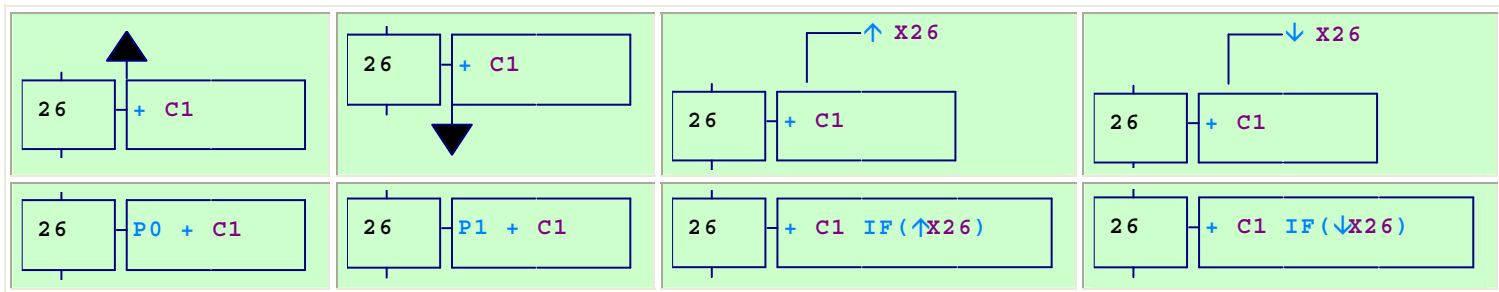 26 + C1
26 + C1
↑ X26
26 + C1
↓ X26
26 + C1
26 P0 + C1
26 P1 + C1
26 + C1 IF(↑X26)
26 + C1 IF(↓X26)